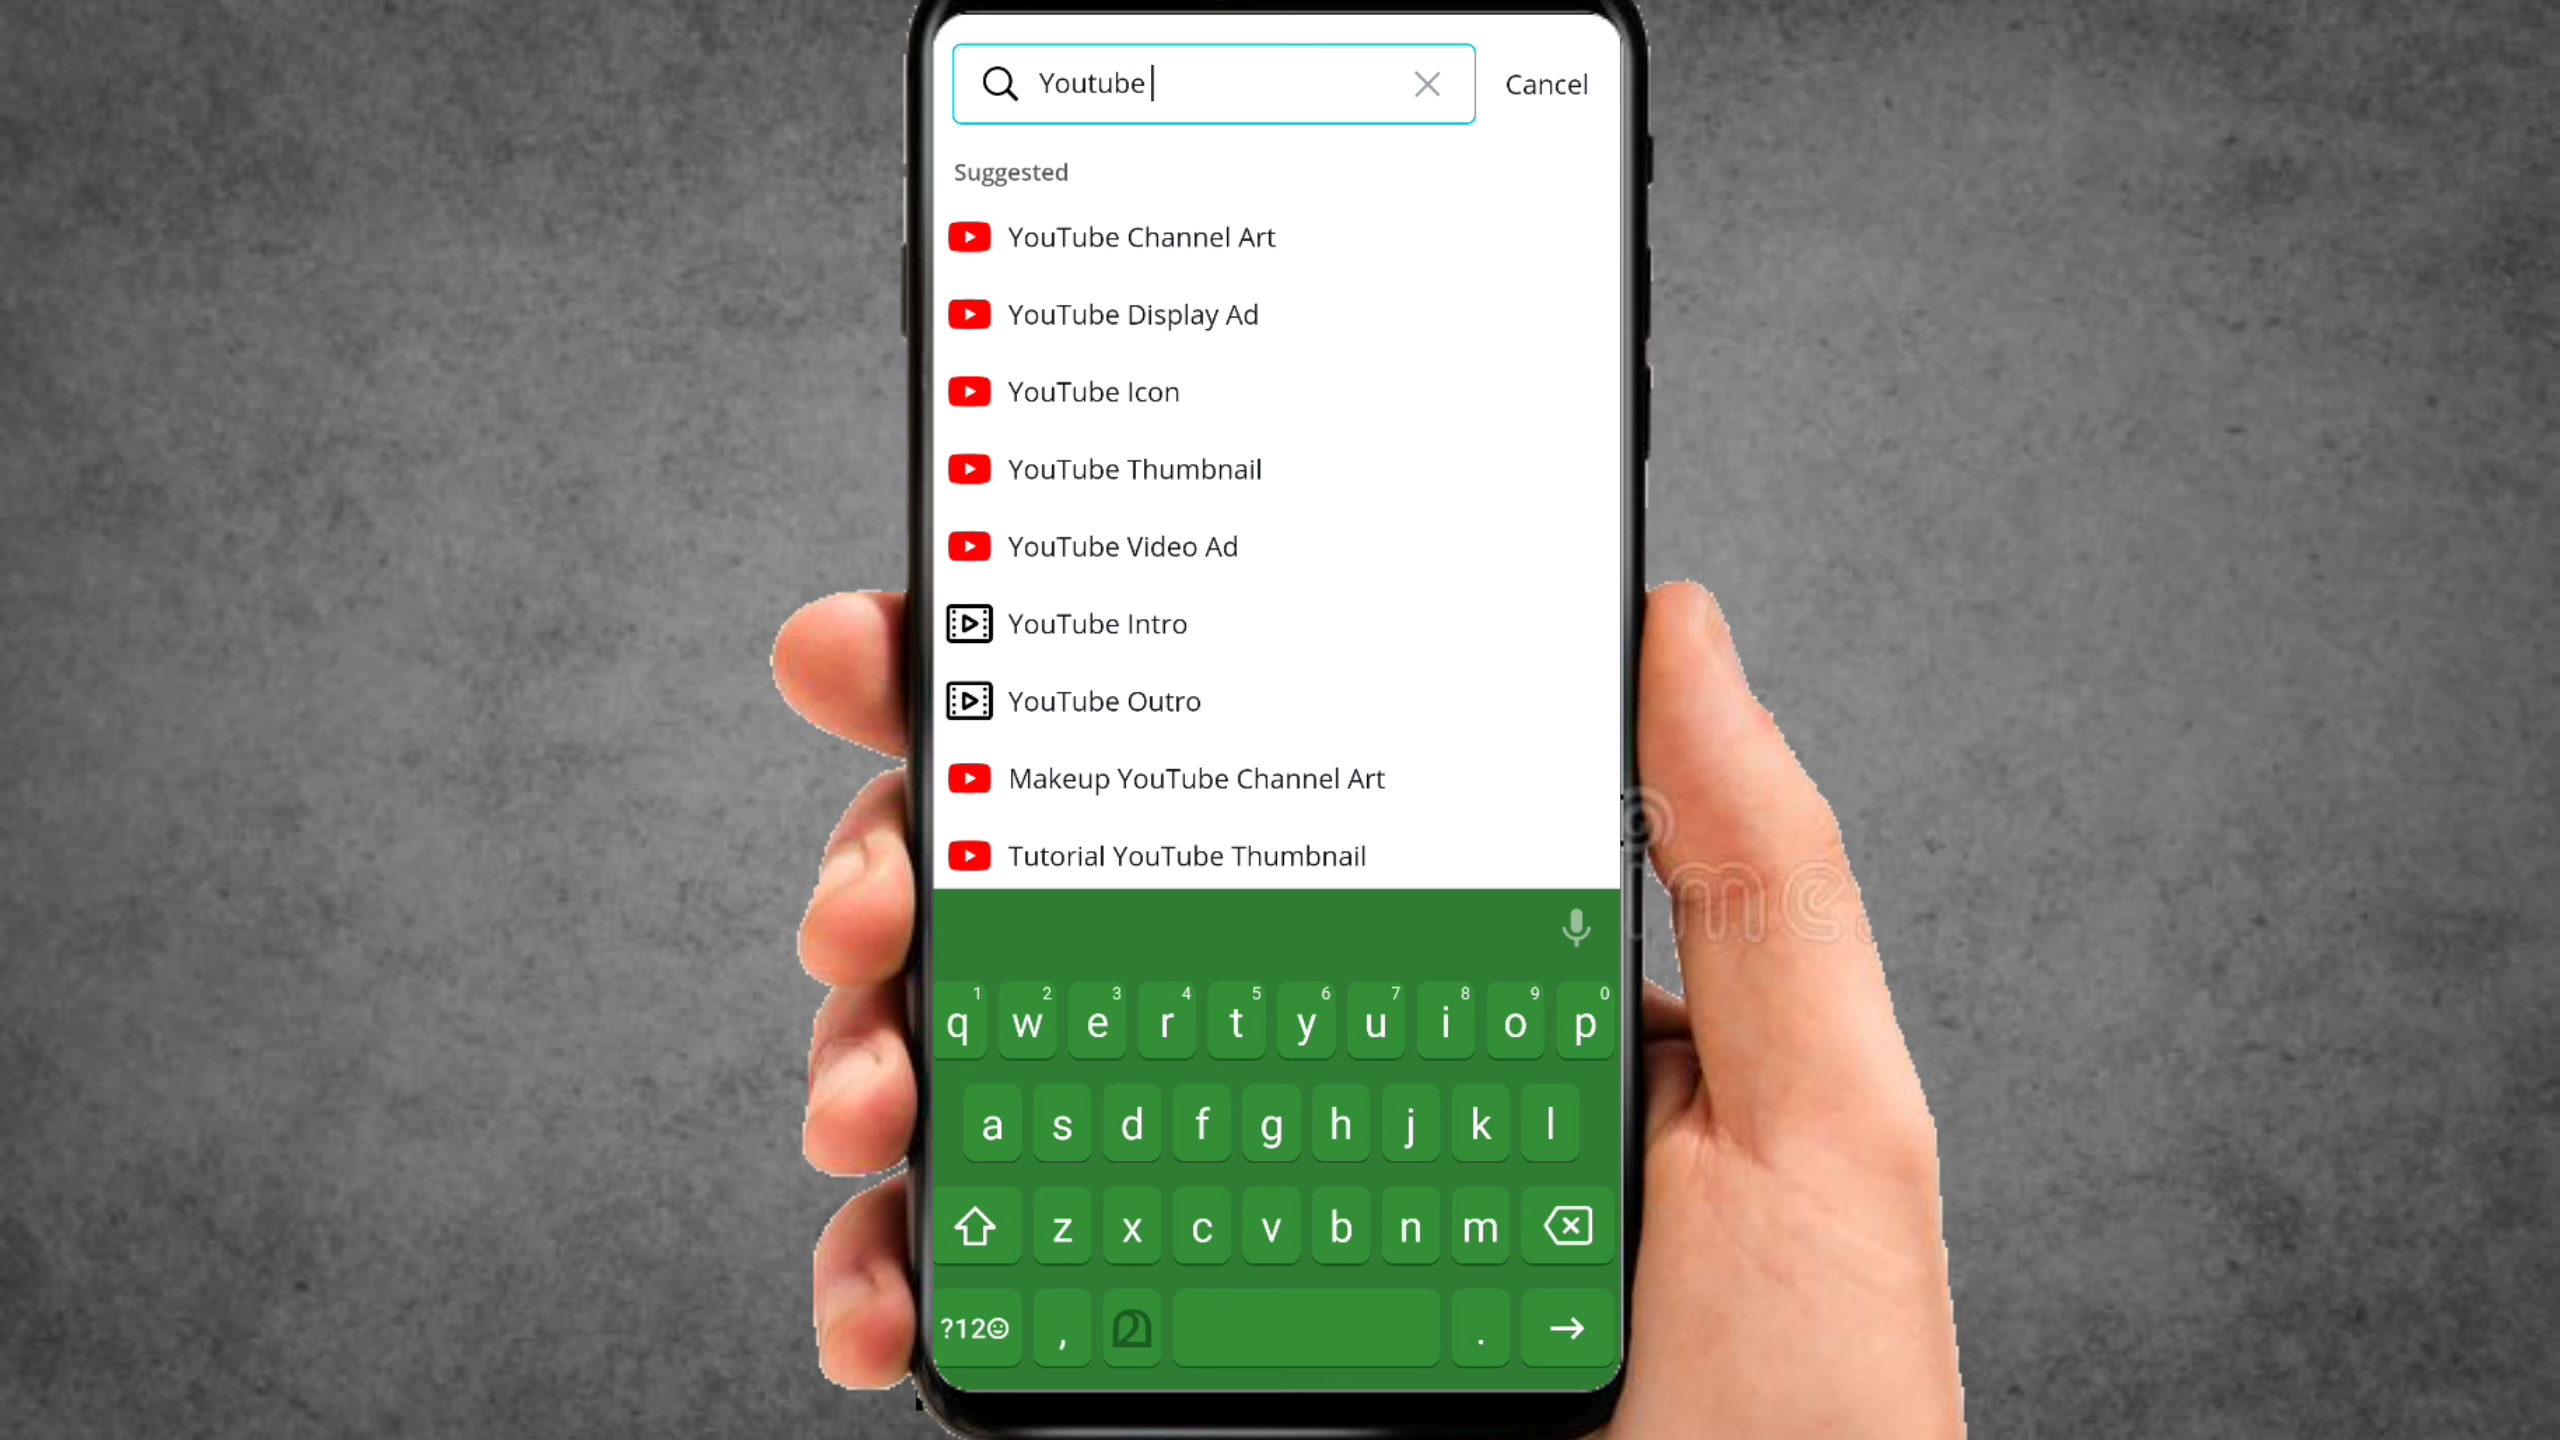 Youtube
Cancel
Suggested
YouTube Channel Art
YouTube Display Ad
YouTube Icon
YouTube Thumbnail
YouTube Video Ad
YouTube Intro
YouTube Outro
Makeup YouTube Channel Art
Tutorial YouTube Thumbnail
1 2 3 4 5 6 7 8 9 0
q w e r t y u i o p
a s d f g h j k l
z x c v b n m
?12 , .